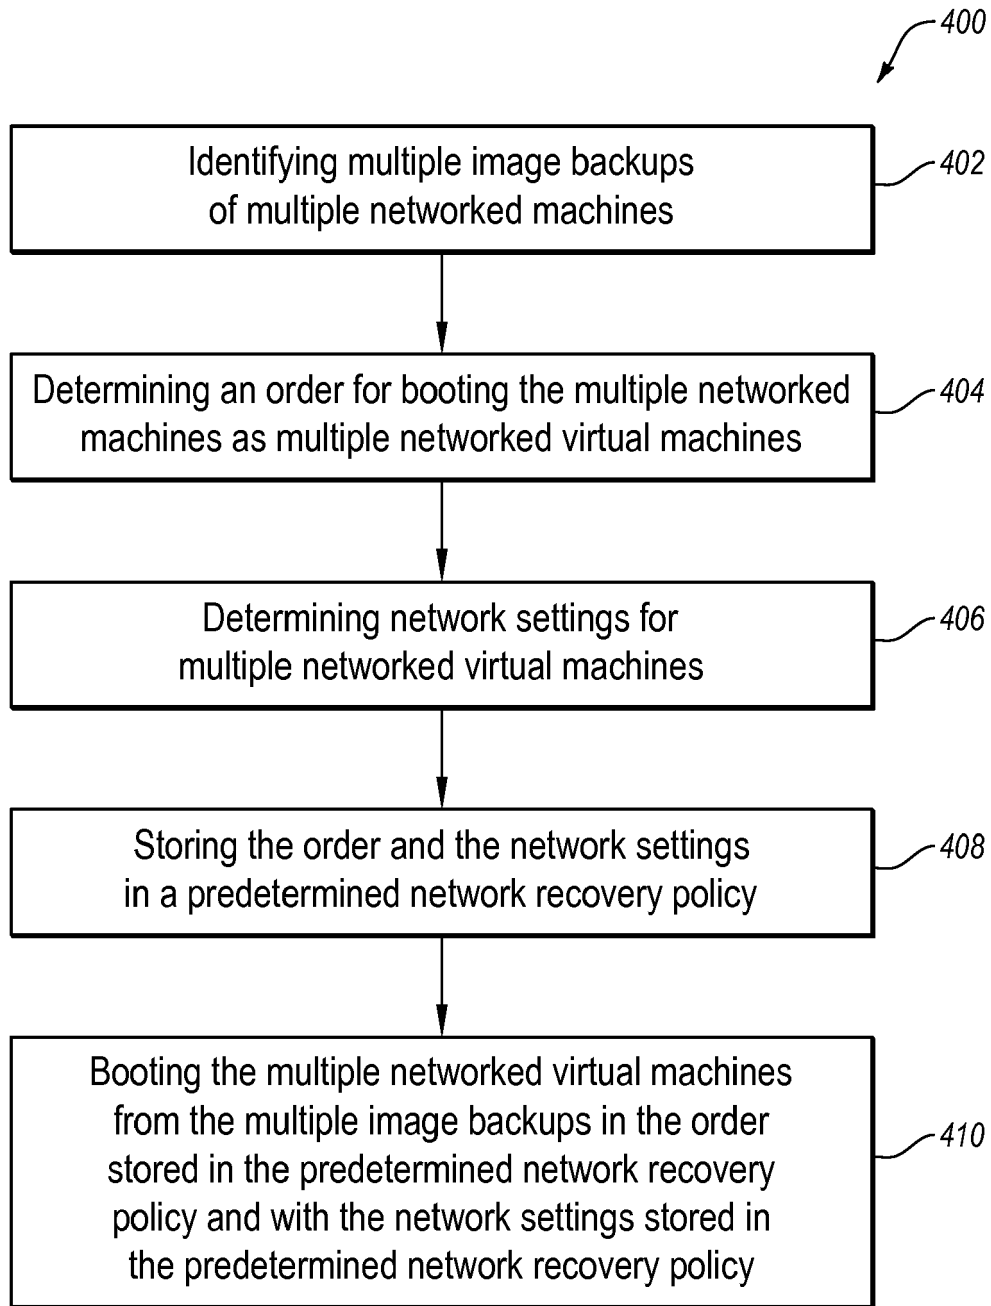 400
Identifying multiple image backups
of multiple networked machines
402
Determining an order for booting the multiple networked
machines as multiple networked virtual machines
404
Determining network settings for
multiple networked virtual machines
406
Storing the order and the network settings
in a predetermined network recovery policy
408
Booting the multiple networked virtual machines
from the multiple image backups in the order
stored in the predetermined network recovery
policy and with the network settings stored in
the predetermined network recovery policy
410